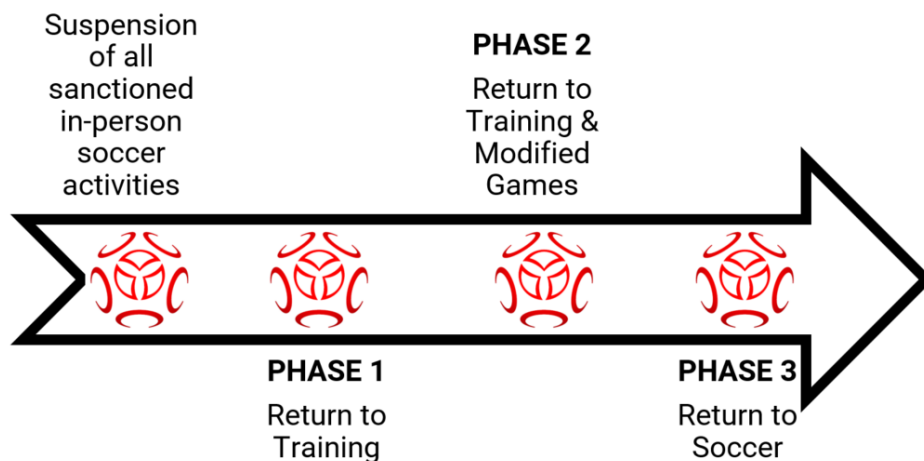 Suspension
of all
sanctioned
in-person
soccer
activities
PHASE 1
Return to
Training
PHASE 2
Return to
Training &
Modified
Games
PHASE 3
Return to
Soccer